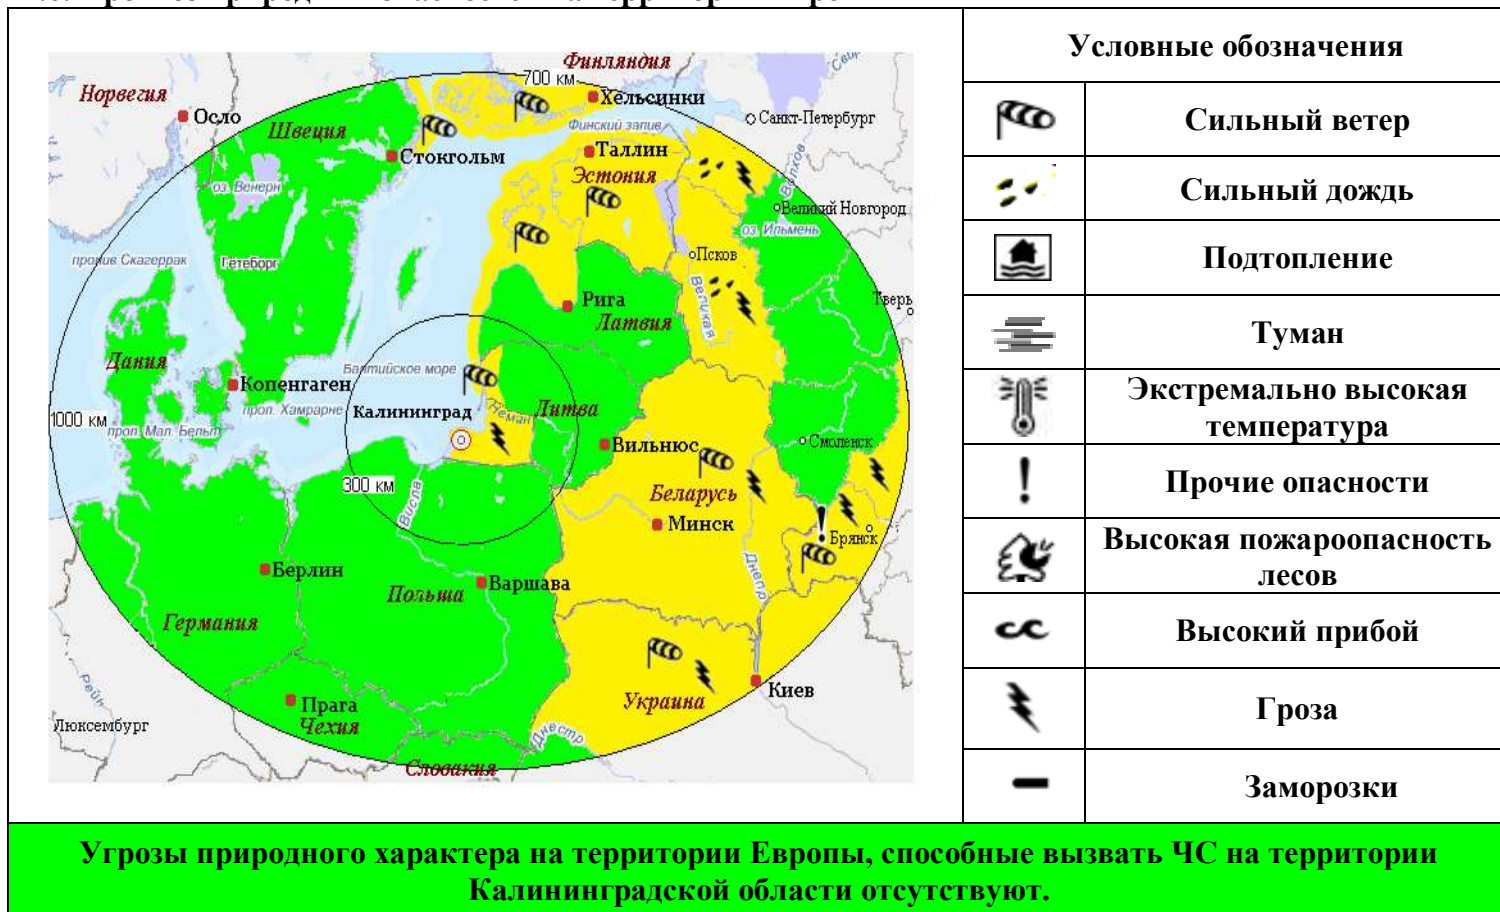 Финляндия
700 км
Норвегия
Хельсинки
Осло
Швеция
Финский залив
Санкт-Петербург
Волхов
Стокгольм
Таллин
Эстония
оз. Венерн
Великий Новгород
оз. Ильмень
Псков
пролив Скагеррак
Гётеборг
Великая
Тверь
Рига
Латвия
Дания
Балтийское море
Копенгаген
Калининград
Неман
Литва
1000 км
прол. Хамрарне
прол. Мал. Бельт
Вильнюс
Смоленск
300 км
Висла
Беларусь
Минск
Брянск
Берлин
Польша
Варшава
Днепр
Германия
Рейн
Прага
Чехия
Украина
Киев
Люксембург
Днестр
Словакия
Условные обозначения
Сильный ветер
Сильный дождь
Подтопление
Туман
Экстремально высокая
температура
Прочие опасности
Высокая пожароопасность
лесов
Высокий прибой
Гроза
Заморозки
Угрозы природного характера на территории Европы, способные вызвать ЧС на территории
Калининградской области отсутствуют.